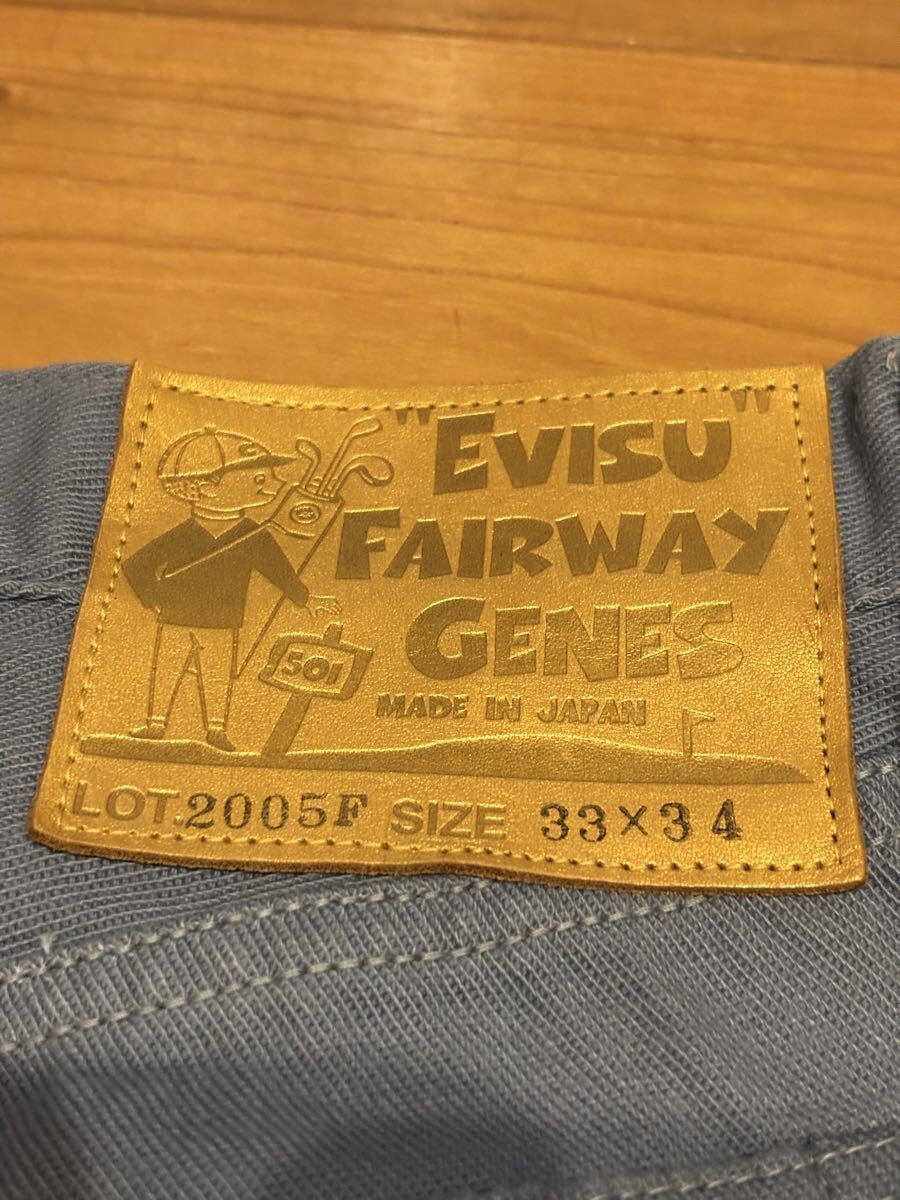 "EVISU"
FAIRWAY
GENES
501
MADE IN JAPAN
LOT.2005F SIZE 33×34